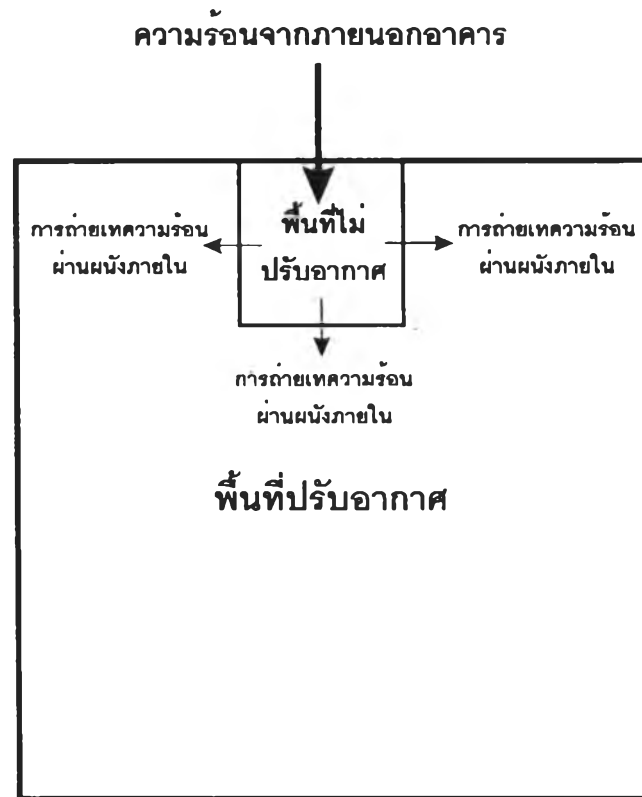 ความร้อนจากภายนอกอาคาร
พื้นที่ไม่
ปรับอากาศ
การถ่ายเทความร้อน
ผ่านผนังภายใน
การถ่ายเทความร้อน
ผ่านผนังภายใน
การถ่ายเทความร้อน
ผ่านผนังภายใน
พื้นที่ปรับอากาศ